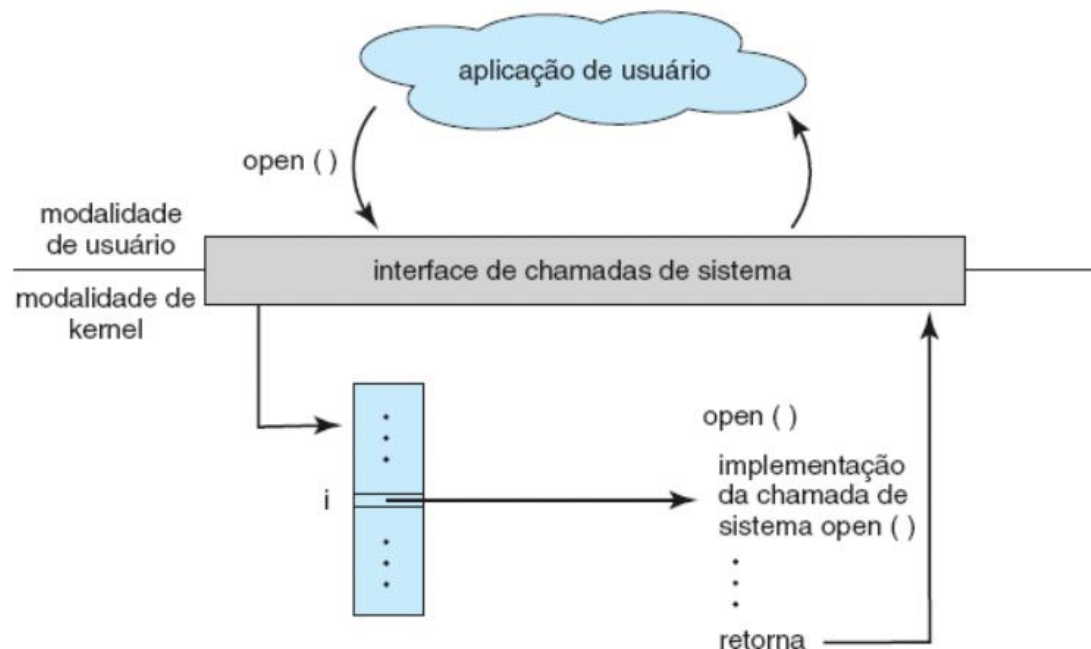 aplicação de usuário
open ( )
modalidade
de usuário
interface de chamadas de sistema
modalidade de
kernel
i
open ( )
implementação
da chamada de
sistema open ( )
retorna